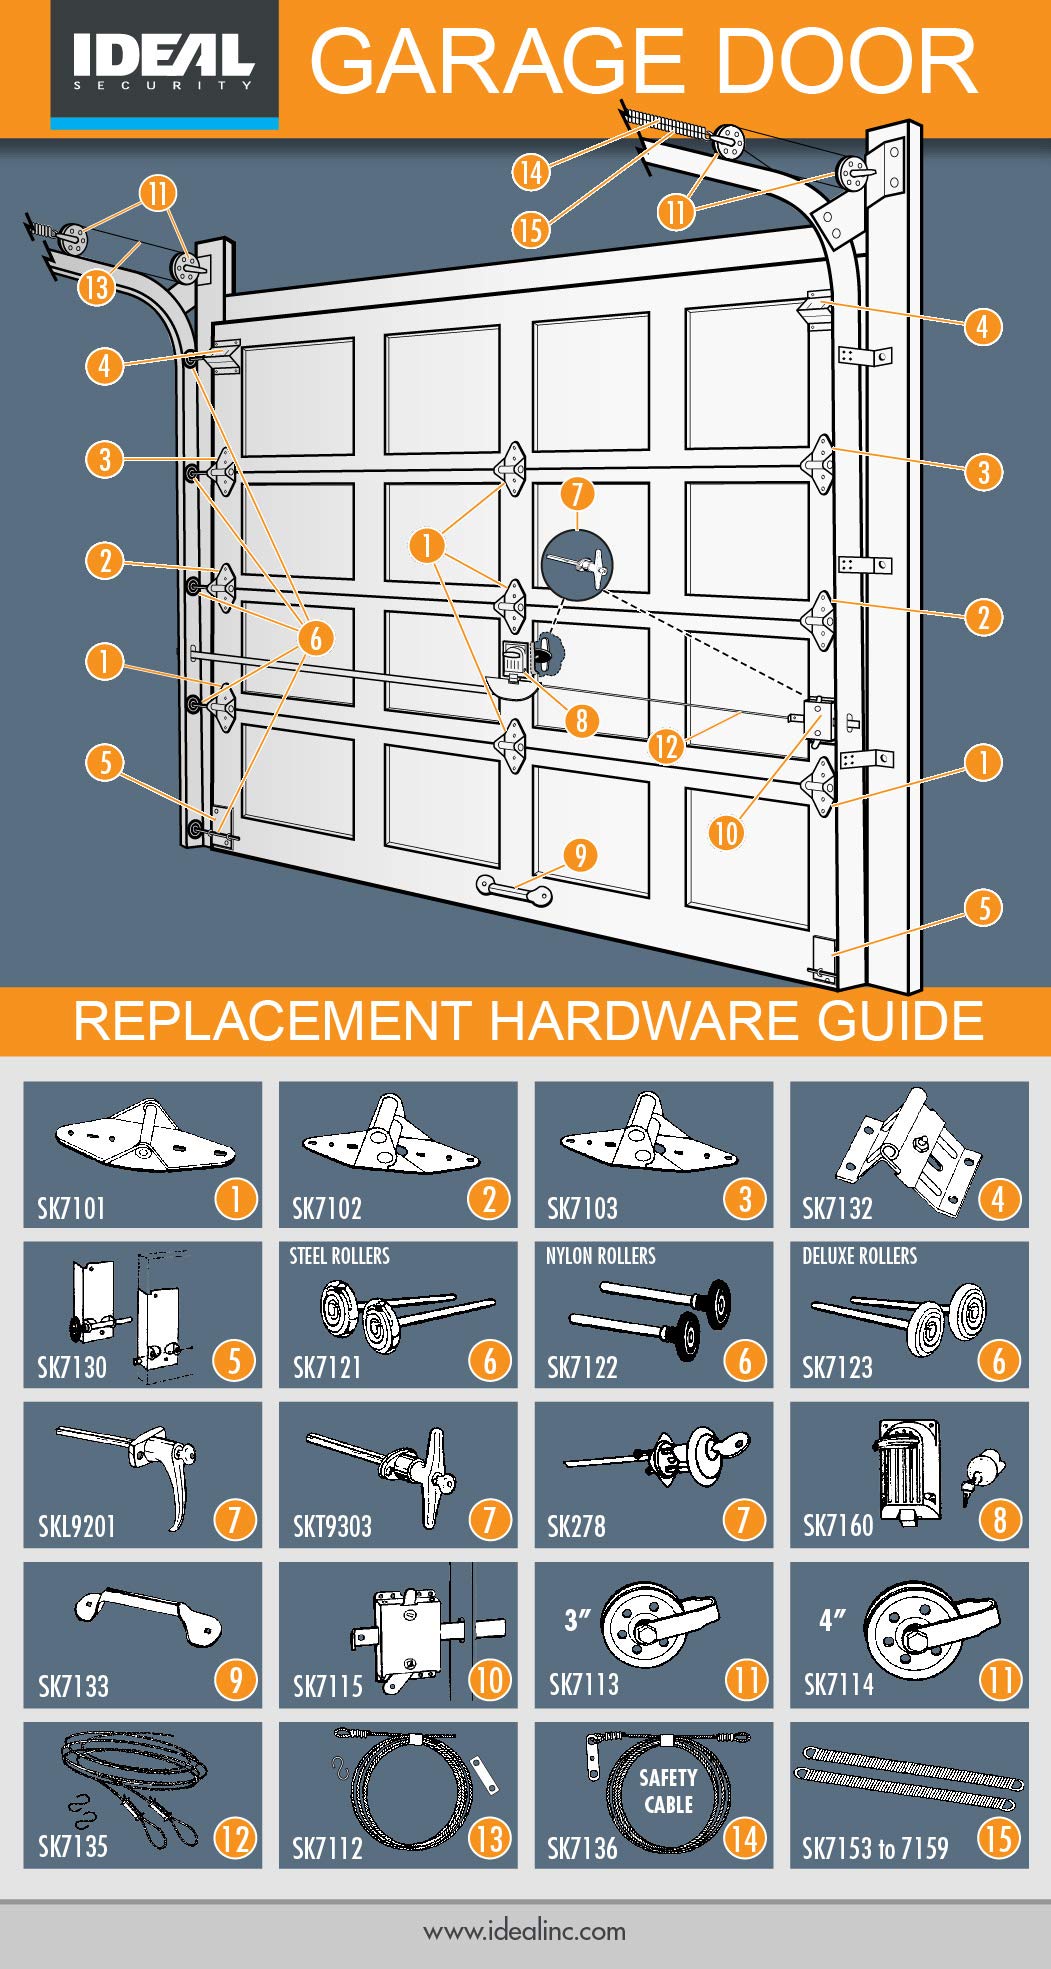 IDEAL
SECURITY
GARAGE DOOR
14
11
15
11
13
4
4
3
3
7
1
2
2
6
1
8
12
5
1
10
9
5
REPLACEMENT HARDWARE GUIDE
SK7101 1
SK7102 2
SK7103 3
SK7132 4
SK7130 5
STEEL ROLLERS
SK7121 6
NYLON ROLLERS
SK7122 6
DELUXE ROLLERS
SK7123 6
SKL9201 7
SKT9303 7
SK278 7
SK7160 8
SK7133 9
SK7115 10
3"
SK7113 11
4"
SK7114 11
SK7135 12
SK7112 13
SAFETY
CABLE
SK7136 14
SK7153 to 7159 15
www.idealinc.com